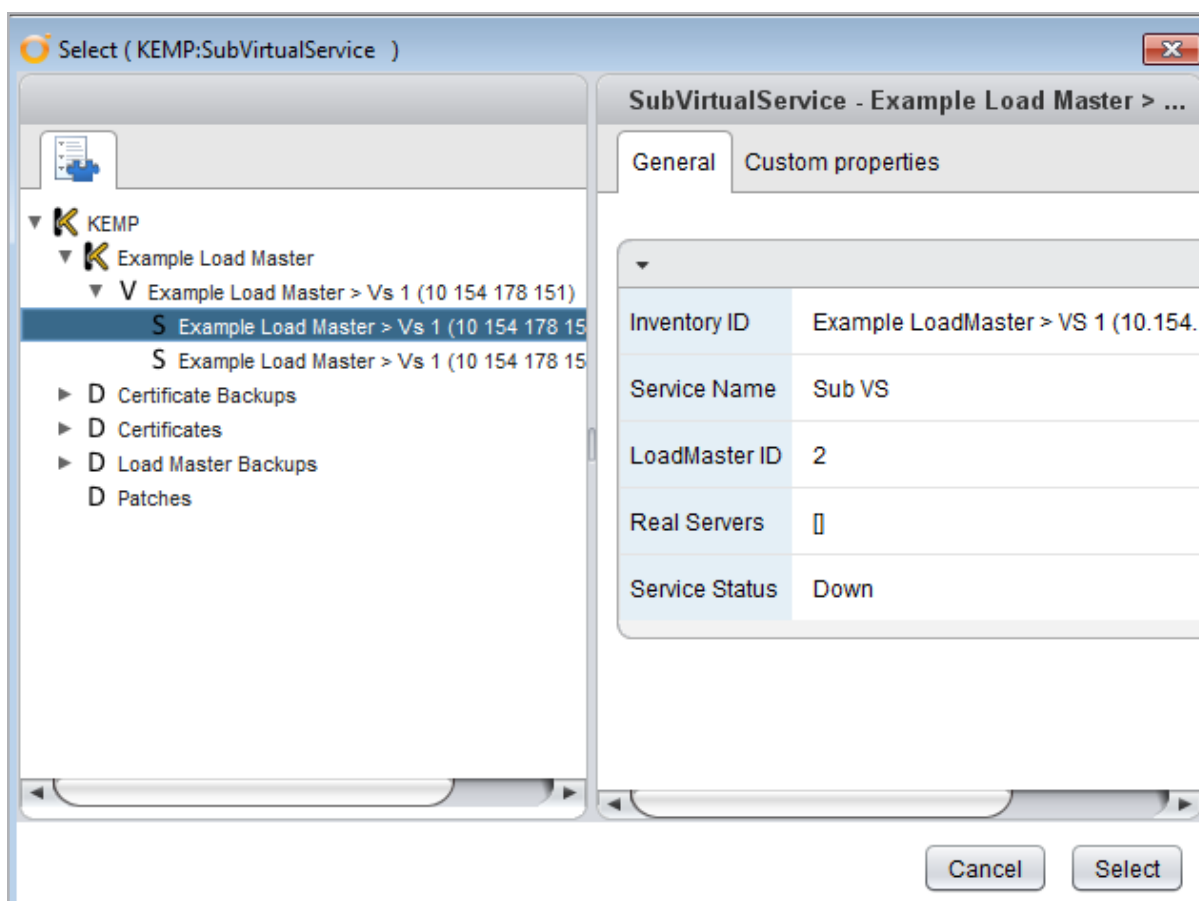 Select ( KEMP:SubVirtualService )
SubVirtualService - Example Load Master > ...
General Custom properties
KEMP
Example Load Master
V Example Load Master > Vs 1 (10 154 178 151)
S Example Load Master > Vs 1 (10 154 178 15
S Example Load Master > Vs 1 (10 154 178 15
D Certificate Backups
D Certificates
D Load Master Backups
D Patches
Inventory ID Example LoadMaster > VS 1 (10.154.
Service Name Sub VS
LoadMaster ID 2
Real Servers []
Service Status Down
Cancel Select